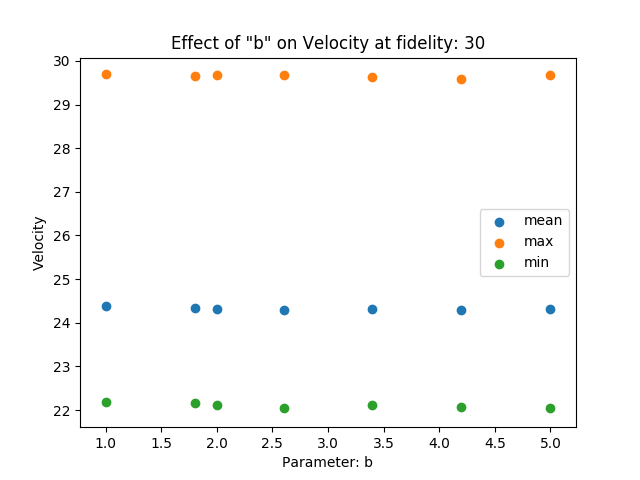 Effect of "b" on Velocity at fidelity: 30
30
29
28
27
26
25
24
23
22
Velocity
mean
max
min
1.0 1.5 2.0 2.5 3.0 3.5 4.0 4.5 5.0
Parameter: b